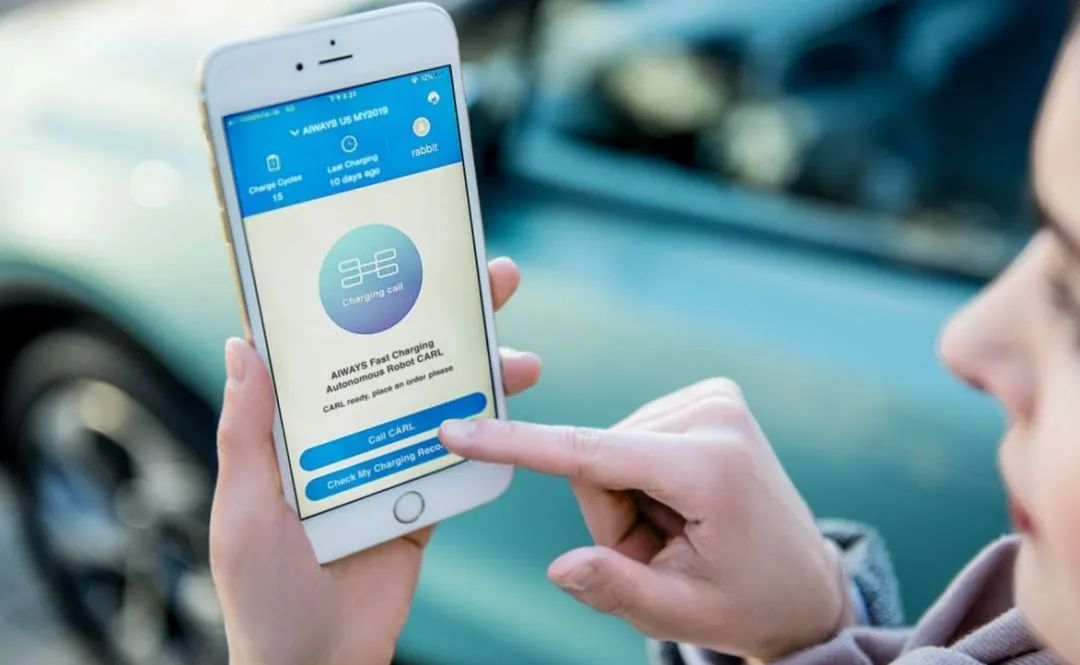 AIWAYS U5 MY2019
Charge Cycles
15
Last Charging
10 days ago
rabbit
Charging call
AIWAYS Fast Charging
Autonomous Robot CARL
CARL ready, place an order please
Call CARL
Check My Charging Reco